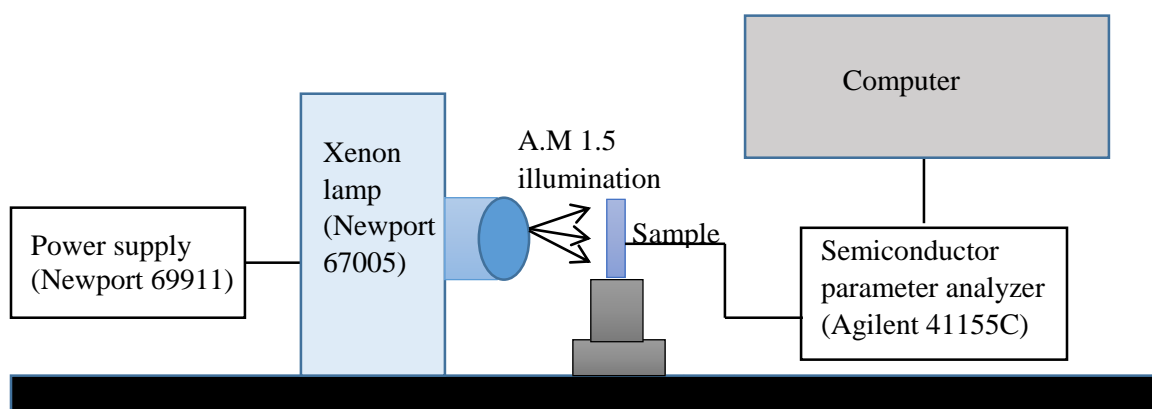 Power supply
(Newport 69911)
Xenon
lamp
(Newport
67005)
A.M 1.5
illumination
Sample
Computer
Semiconductor
parameter analyzer
(Agilent 41155C)